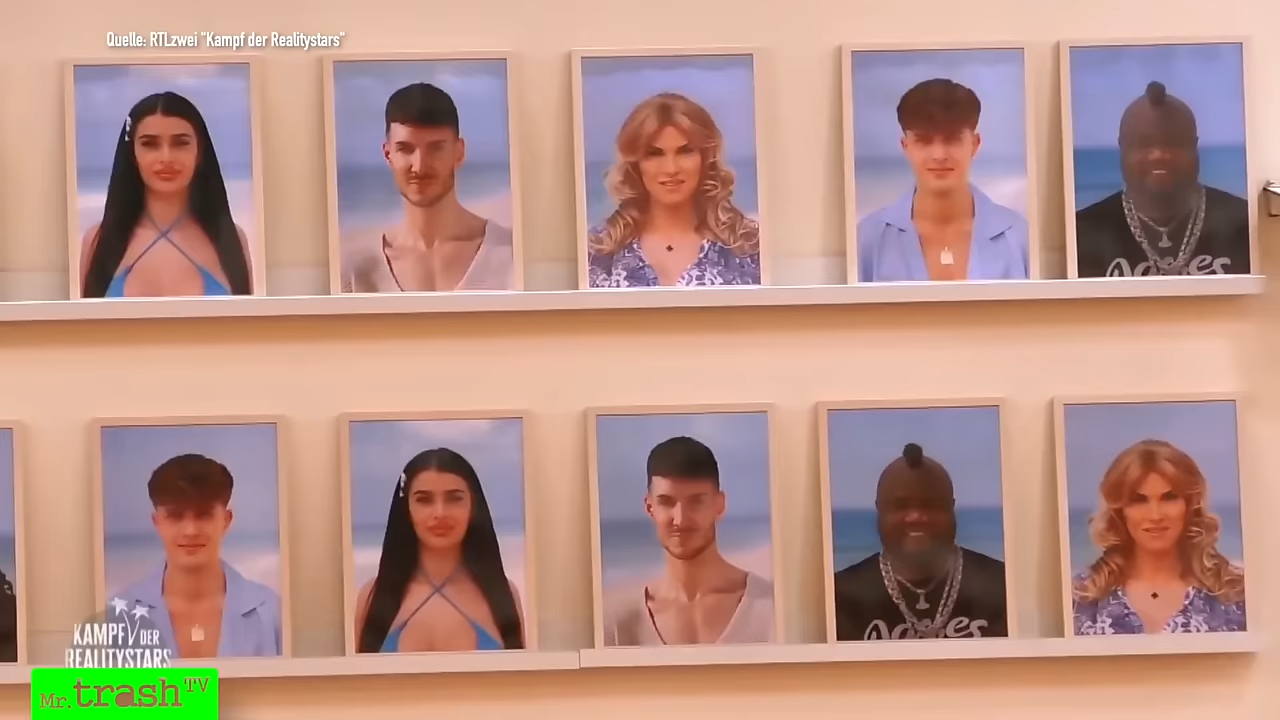 Quelle: RTLzwei "Kampf der Realitystars"
KAMPF DER
REALITYSTARS
Mr. trash TV